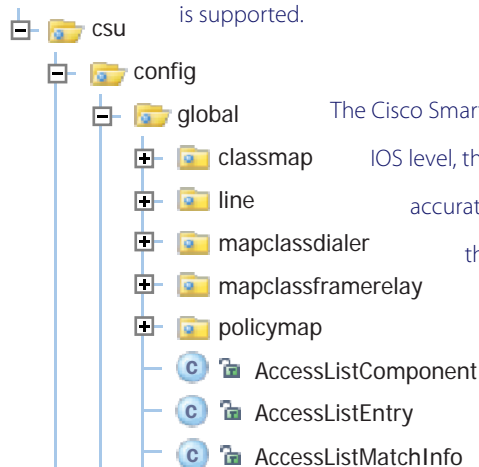 is supported.
csu
config
global
The Cisco Smar
classmap
IOS level, th
line
accurat
mapclassdialer
th
mapclassframerelay
policymap
C AccessListComponent
C AccessListEntry
C AccessListMatchInfo